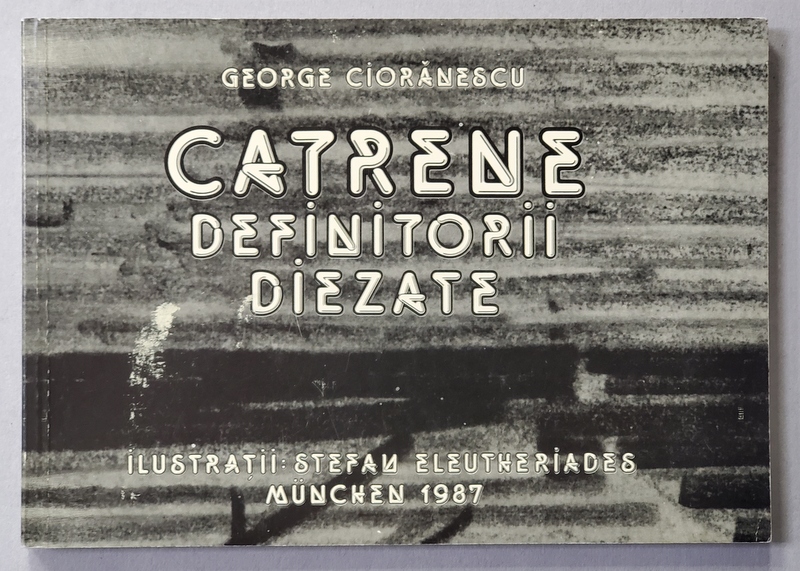 GEORGE CIORĂNESCU
CATRENE
DEFINITORII
DIEZATE
ILUSTRAȚII: STEFAN ELEUTHERIADES
MÜNCHEN 1987